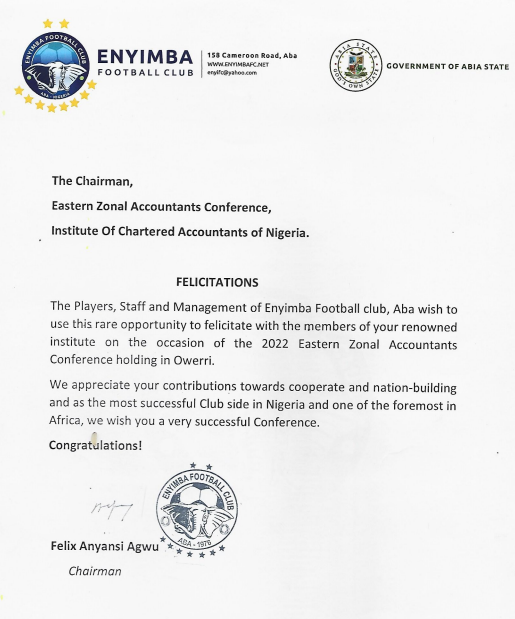 ENYIMBA FOOTBALL CLUB
ABA - NIGERIA
ENYIMBA
FOOTBALL CLUB
158 Cameroon Road, Aba
WWW.ENYIMBAFC.NET
enyifc@yahoo.com
ABIA STATE
GOD'S OWN STATE
GOVERNMENT OF ABIA STATE
The Chairman,
Eastern Zonal Accountants Conference,
Institute Of Chartered Accountants of Nigeria.
FELICITATIONS
The Players, Staff and Management of Enyimba Football club, Aba wish to
use this rare opportunity to felicitate with the members of your renowned
institute on the occasion of the 2022 Eastern Zonal Accountants
Conference holding in Owerri.
We appreciate your contributions towards cooperate and nation-building
and as the most successful Club side in Nigeria and one of the foremost in
Africa, we wish you a very successful Conference.
Congratulations!
ENYIMBA FOOTBALL CLUB
ABA - 1976
Felix Anyansi Agwu
Chairman